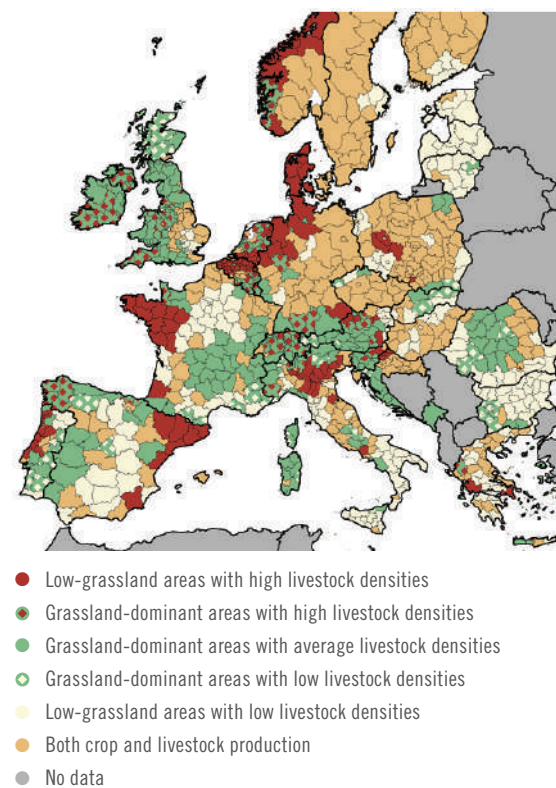 Low-grassland areas with high livestock densities
Grassland-dominant areas with high livestock densities
Grassland-dominant areas with average livestock densities
Grassland-dominant areas with low livestock densities
Low-grassland areas with low livestock densities
Both crop and livestock production
No data